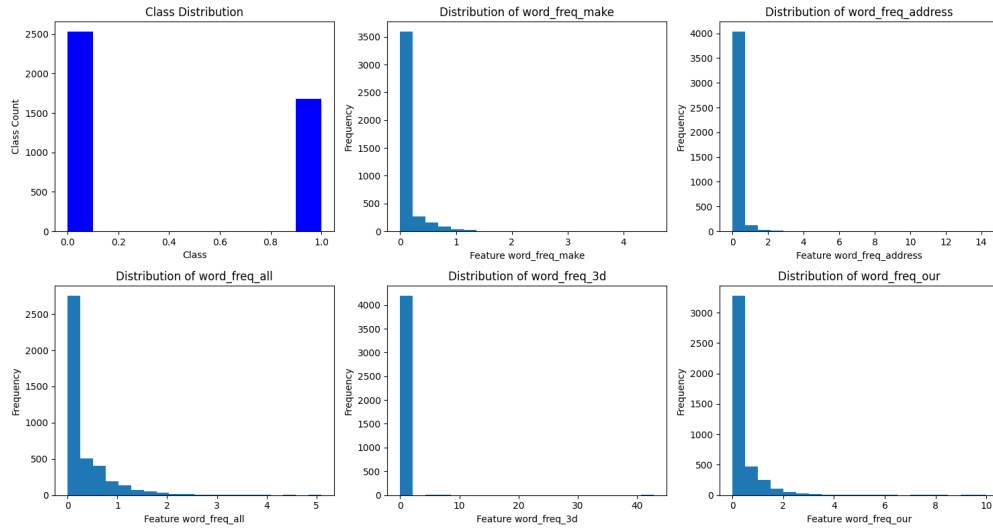 Class Distribution
Class Count
2500
2000
1500
1000
500
0
0.0 0.2 0.4 0.6 0.8 1.0
Class
Distribution of word_freq_make
Frequency
3500
3000
2500
2000
1500
1000
500
0
0 1 2 3 4
Feature word_freq_make
Distribution of word_freq_address
Frequency
4000
3500
3000
2500
2000
1500
1000
500
0
0 2 4 6 8 10 12 14
Feature word_freq_address
Distribution of word_freq_all
Frequency
2500
2000
1500
1000
500
0
0 1 2 3 4 5
Feature word_freq_all
Distribution of word_freq_3d
Frequency
4000
3500
3000
2500
2000
1500
1000
500
0
0 10 20 30 40
Feature word_freq_3d
Distribution of word_freq_our
Frequency
3000
2500
2000
1500
1000
500
0
0 2 4 6 8 10
Feature word_freq_our